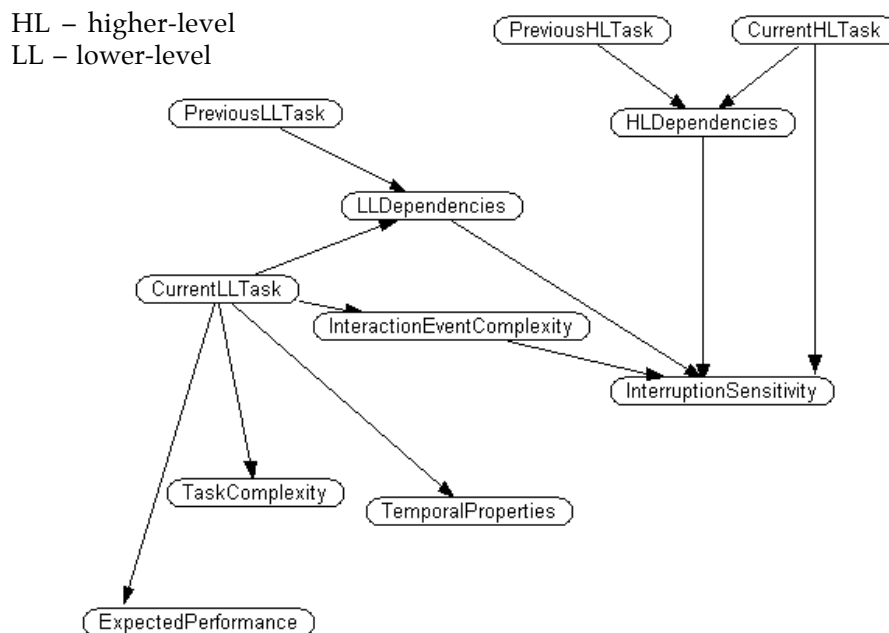 HL – higher-level
LL – lower-level
PreviousHLTask
CurrentHLTask
PreviousLLTask
HLDependencies
LLDependencies
CurrentLLTask
InteractionEventComplexity
InterruptionSensitivity
TaskComplexity
TemporalProperties
ExpectedPerformance